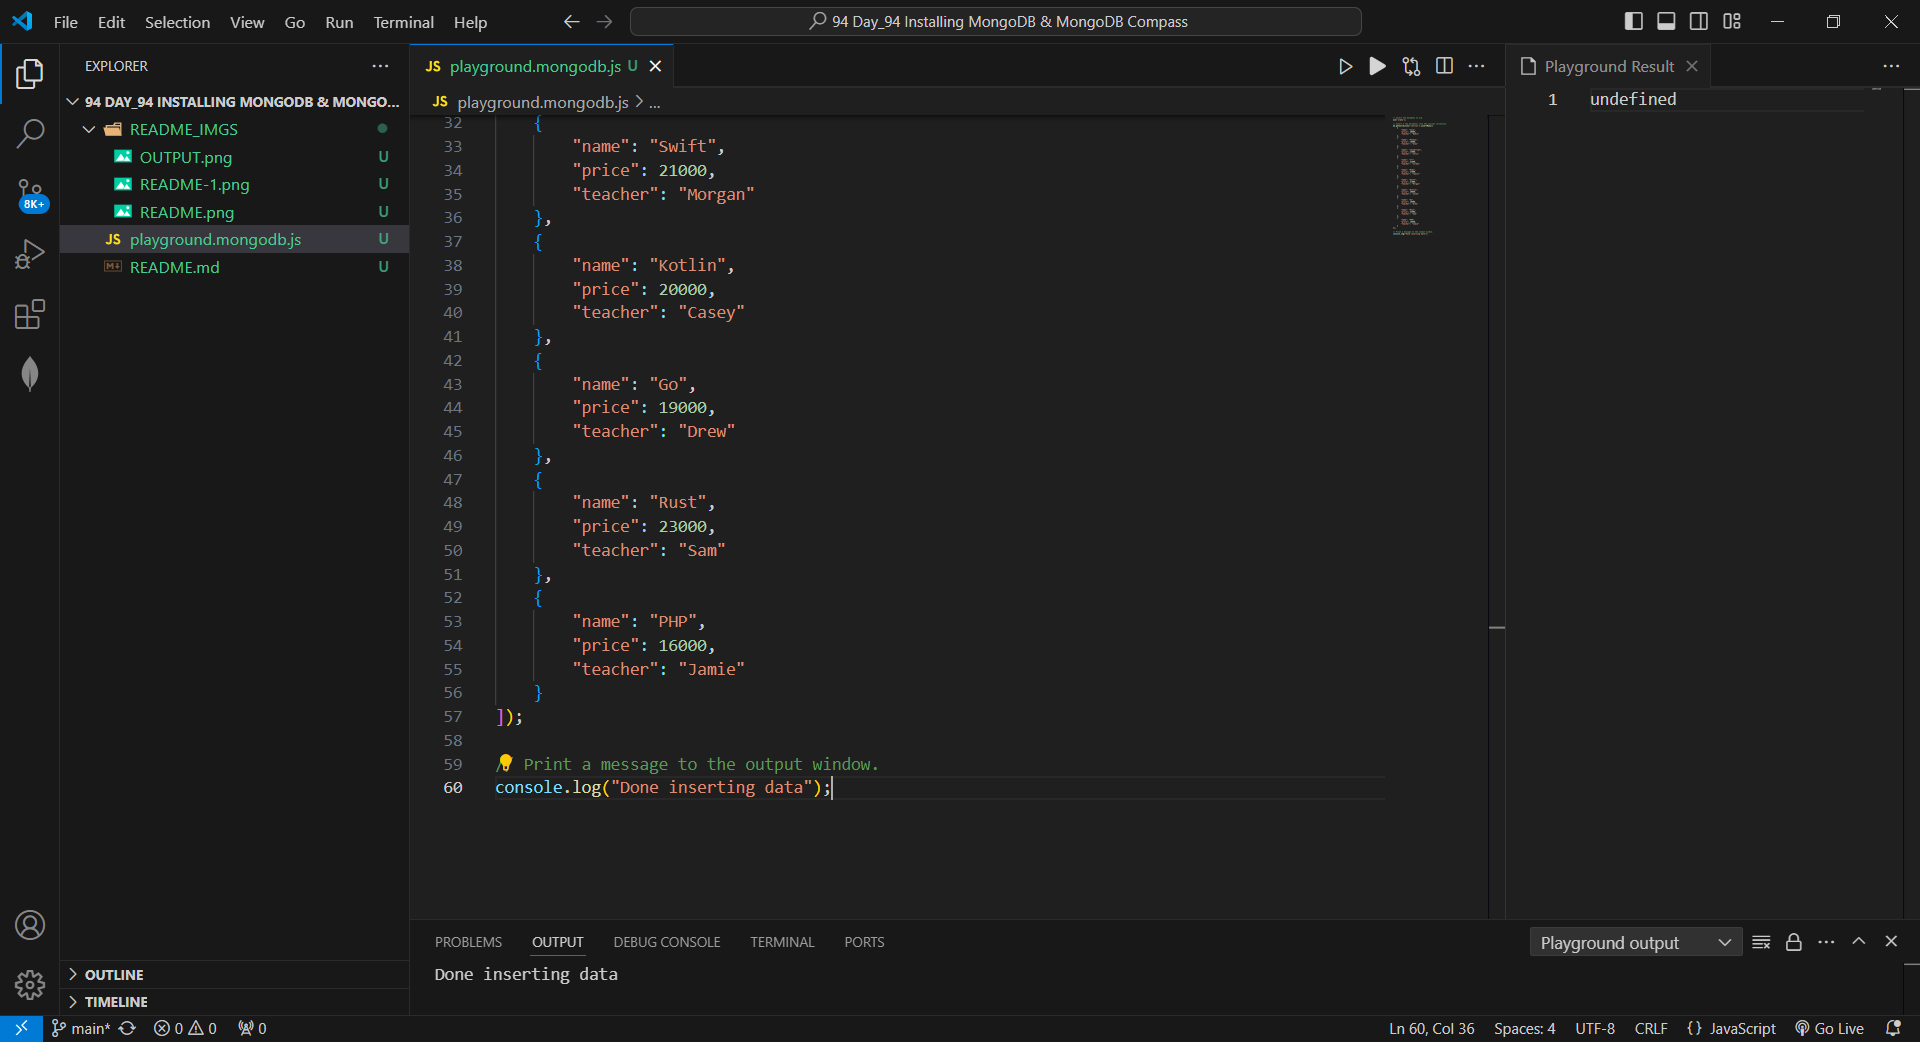 File Edit Selection View Go Run Terminal Help
94 Day_94 Installing MongoDB & MongoDB Compass
EXPLORER
94 DAY_94 INSTALLING MONGODB & MONGO...
README_IMGS
OUTPUT.png U
README-1.png U
README.png U
playground.mongodb.js U
README.md U
8K+
OUTLINE
TIMELINE
JS playground.mongodb.js U
JS playground.mongodb.js > ...
32 {
33 "name": "Swift",
34 "price": 21000,
35 "teacher": "Morgan"
36 },
37 {
38 "name": "Kotlin",
39 "price": 20000,
40 "teacher": "Casey"
41 },
42 {
43 "name": "Go",
44 "price": 19000,
45 "teacher": "Drew"
46 },
47 {
48 "name": "Rust",
49 "price": 23000,
50 "teacher": "Sam"
51 },
52 {
53 "name": "PHP",
54 "price": 16000,
55 "teacher": "Jamie"
56 }
57 ]);
58
59 / Print a message to the output window.
60 console.log("Done inserting data");
Playground Result
1 undefined
PROBLEMS OUTPUT DEBUG CONSOLE TERMINAL PORTS
Playground output
Done inserting data
main* 0 0 0
Ln 60, Col 36 Spaces: 4 UTF-8 CRLF {} JavaScript Go Live